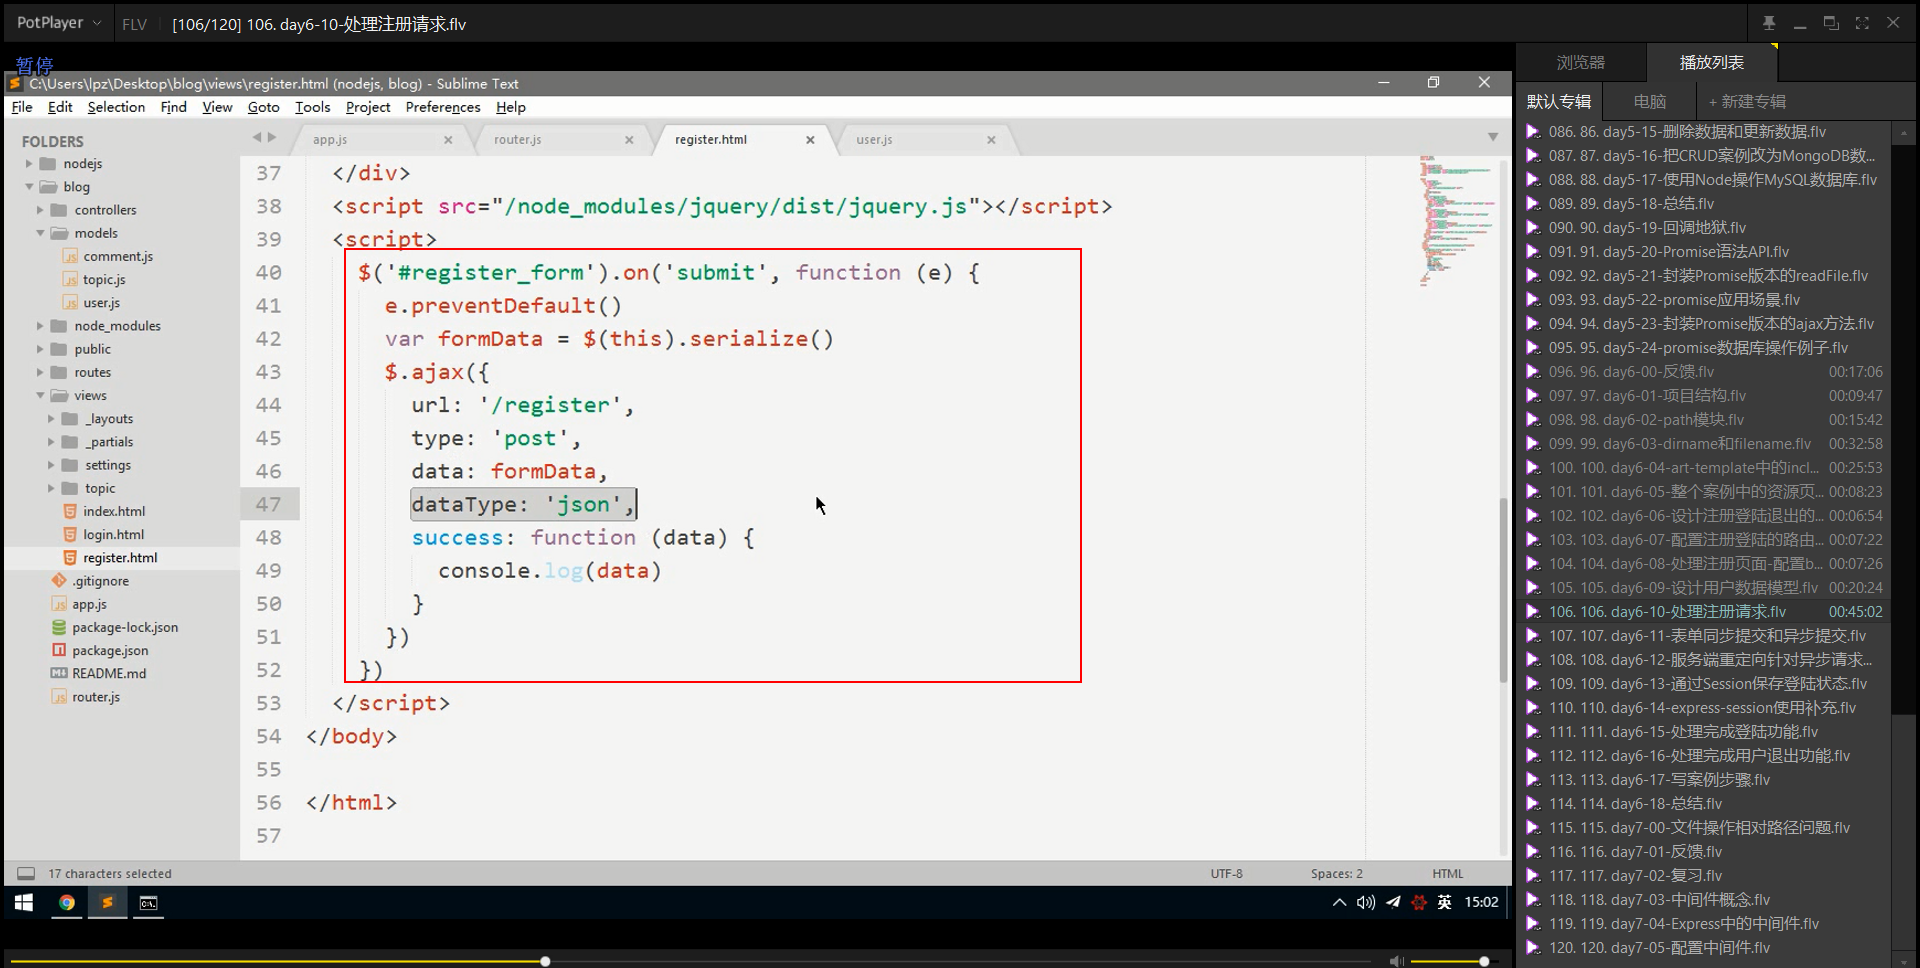 PotPlayer
FLV
[106/120] 106. day6-10-处理注册请求.flv
暂停
C:\Users\lpz\Desktop\blog\views\register.html (nodejs, blog) - Sublime Text
File Edit Selection Find View Goto Tools Project Preferences Help
FOLDERS
nodejs
blog
controllers
models
comment.js
topic.js
user.js
node_modules
public
routes
views
_layouts
_partials
settings
topic
index.html
login.html
register.html
.gitignore
app.js
package-lock.json
package.json
README.md
router.js
app.js
router.js
register.html
user.js
37 </div>
38 <script src="/node_modules/jquery/dist/jquery.js"></script>
39 <script>
40 $('#register_form').on('submit', function (e) {
41 e.preventDefault()
42 var formData = $(this).serialize()
43 $.ajax({
44 url: '/register',
45 type: 'post',
46 data: formData,
47 dataType: 'json',
48 success: function (data) {
49 console.log(data)
50 }
51 })
52 })
53 </script>
54 </body>
55
56 </html>
57
17 characters selected
UTF-8
Spaces: 2
HTML
英
15:02
浏览器
播放列表
默认专辑
电脑
+ 新建专辑
086. 86. day5-15-删除数据和更新数据.flv
087. 87. day5-16-把CRUD案例改为MongoDB数...
088. 88. day5-17-使用Node操作MySQL数据库.flv
089. 89. day5-18-总结.flv
090. 90. day5-19-回调地狱.flv
091. 91. day5-20-Promise语法API.flv
092. 92. day5-21-封装Promise版本的readFile.flv
093. 93. day5-22-promise应用场景.flv
094. 94. day5-23-封装Promise版本的ajax方法.flv
095. 95. day5-24-promise数据库操作例子.flv
096. 96. day6-00-反馈.flv 00:17:06
097. 97. day6-01-项目结构.flv 00:09:47
098. 98. day6-02-path模块.flv 00:15:42
099. 99. day6-03-dirname和filename.flv 00:32:58
100. 100. day6-04-art-template中的incl... 00:25:53
101. 101. day6-05-整个案例中的资源页... 00:08:23
102. 102. day6-06-设计注册登陆退出的... 00:06:54
103. 103. day6-07-配置注册登陆的路由... 00:07:22
104. 104. day6-08-处理注册页面-配置b... 00:07:26
105. 105. day6-09-设计用户数据模型.flv 00:20:24
106. 106. day6-10-处理注册请求.flv 00:45:02
107. 107. day6-11-表单同步提交和异步提交.flv
108. 108. day6-12-服务端重定向针对异步请求...
109. 109. day6-13-通过Session保存登陆状态.flv
110. 110. day6-14-express-session使用补充.flv
111. 111. day6-15-处理完成登陆功能.flv
112. 112. day6-16-处理完成用户退出功能.flv
113. 113. day6-17-写案例步骤.flv
114. 114. day6-18-总结.flv
115. 115. day7-00-文件操作相对路径问题.flv
116. 116. day7-01-反馈.flv
117. 117. day7-02-复习.flv
118. 118. day7-03-中间件概念.flv
119. 119. day7-04-Express中的中间件.flv
120. 120. day7-05-配置中间件.flv